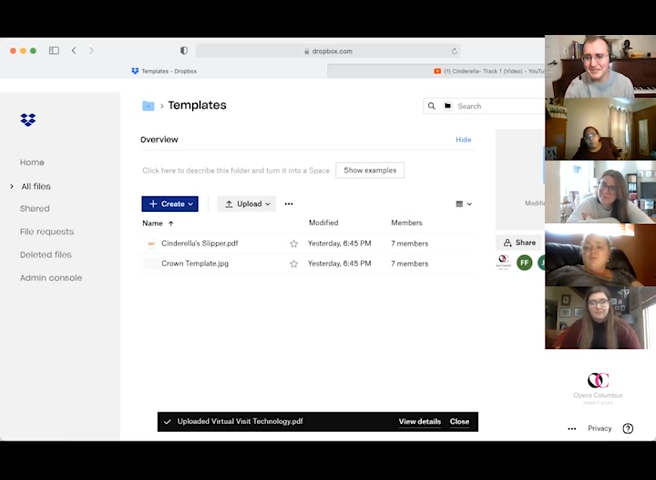 dropbox.com
Templates - Dropbox
(1) Cinderella- Track 1 (Video) - YouTu
Templates
Search
Home
Overview
Hide
Click here to describe this folder and turn it into a Space
Show examples
All files
Shared
File requests
Deleted files
Admin console
Create
Upload
Name
Modified
Members
Cinderella's Slipper.pdf
Yesterday, 6:45 PM
7 members
Crown Template.jpg
Yesterday, 6:45 PM
7 members
Modifi
Share
FF
J
Opera Columbus
Uploaded Virtual Visit Technology.pdf
View details
Close
Privacy